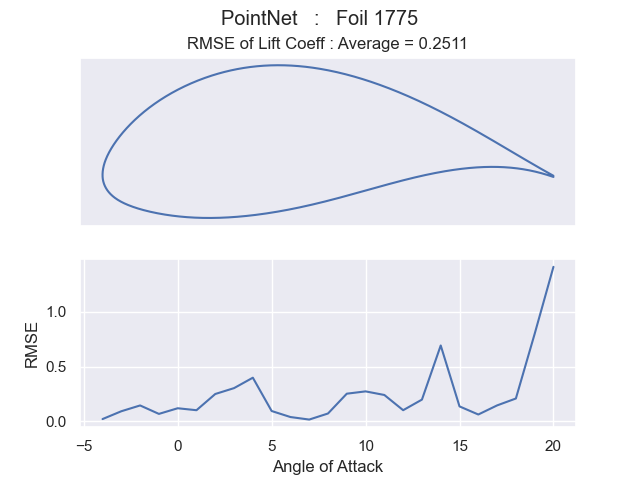 PointNet : Foil 1775
RMSE of Lift Coeff : Average = 0.2511
1.0
0.5
0.0
RMSE
−5 0 5 10 15 20
Angle of Attack